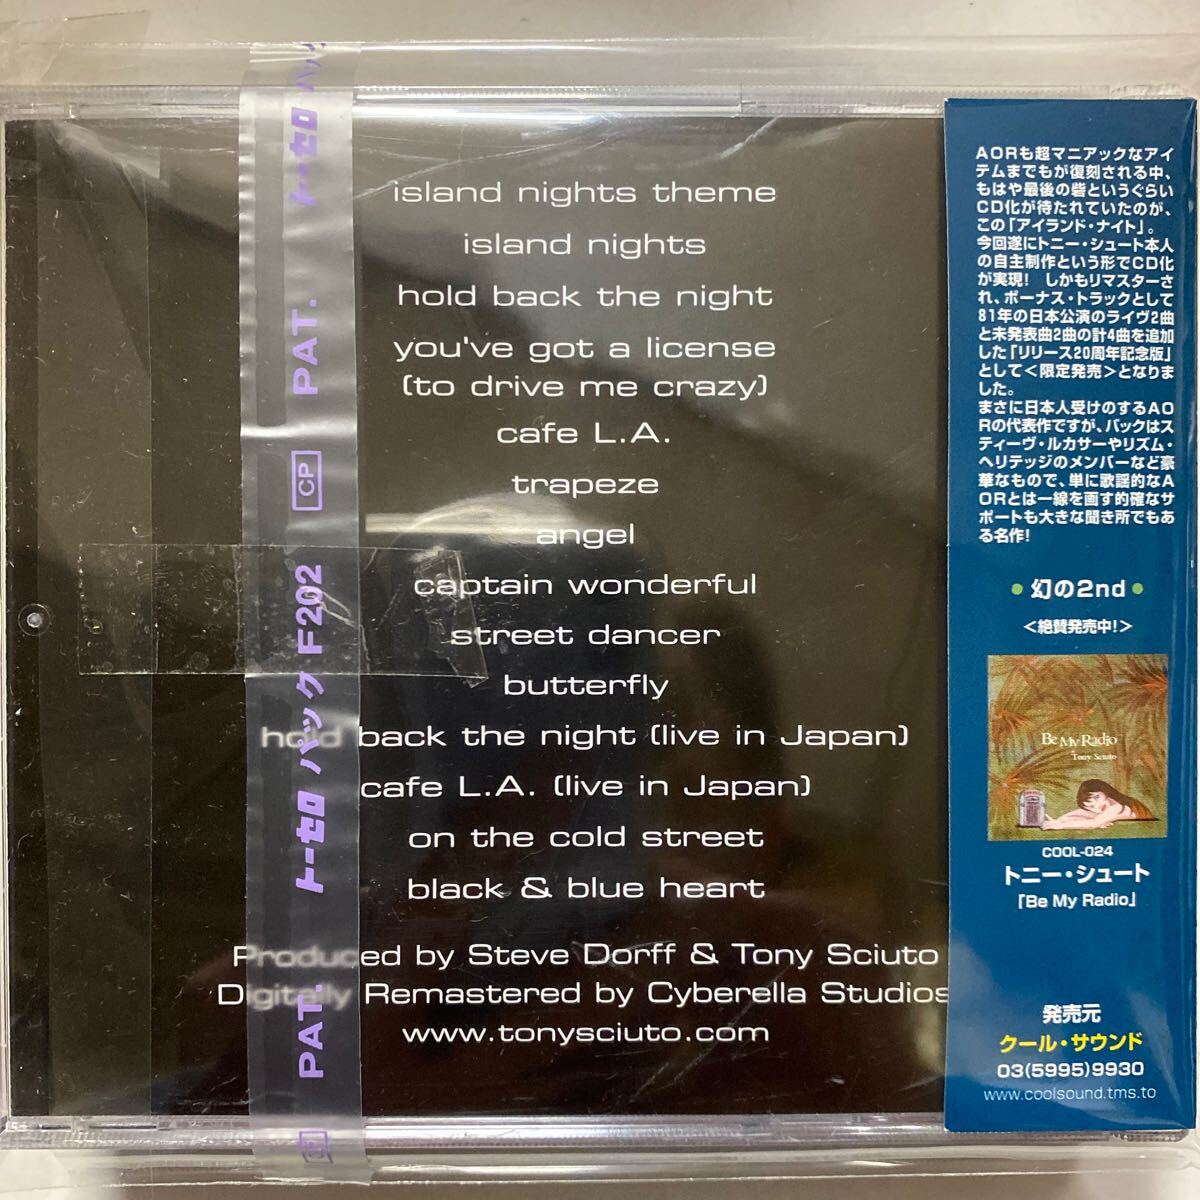 island nights theme
island nights
hold back the night
you've got a license
(to drive me crazy)
cafe L.A.
trapeze
angel
captain wonderful
street dancer
butterfly
hold back the night (live in Japan)
cafe L.A. (live in Japan)
on the cold street
black & blue heart
Produced by Steve Dorff & Tony Sciuto
Digitally Remastered by Cyberella Studios
www.tonysciuto.com
トーセロ パック
PAT.
CP
トーセロ パック F202
PAT.
AORも超マニアックなアイ
テムまでもが復刻される中、
もはや最後の砦というぐらい
CD化が待たれていたのが、
この「アイランド・ナイト」。
今回遂にトニー・シュート本人
の自主制作という形でCD化
が実現! しかもリマスターさ
れ、ボーナス・トラックとして
81年の日本公演のライヴ2曲
と未発表曲2曲の計4曲を追加
した「リリース20周年記念版」
として<限定発売>となりま
した。
まさに日本人受けのするAO
Rの代表作ですが、バックはス
ティーヴ・ルカサーやリズム・
ヘリテッジのメンバーなど豪
華なもので、単に歌謡的なA
ORとは一線を画す的確なサ
ポートも大きな聞き所でもあ
る名作!
● 幻の2nd ●
<絶賛発売中!>
Be My Radio
Tony Sciuto
COOL-024
トニー・シュート
「Be My Radio」
発売元
クール・サウンド
03(5995)9930
www.coolsound.tms.to